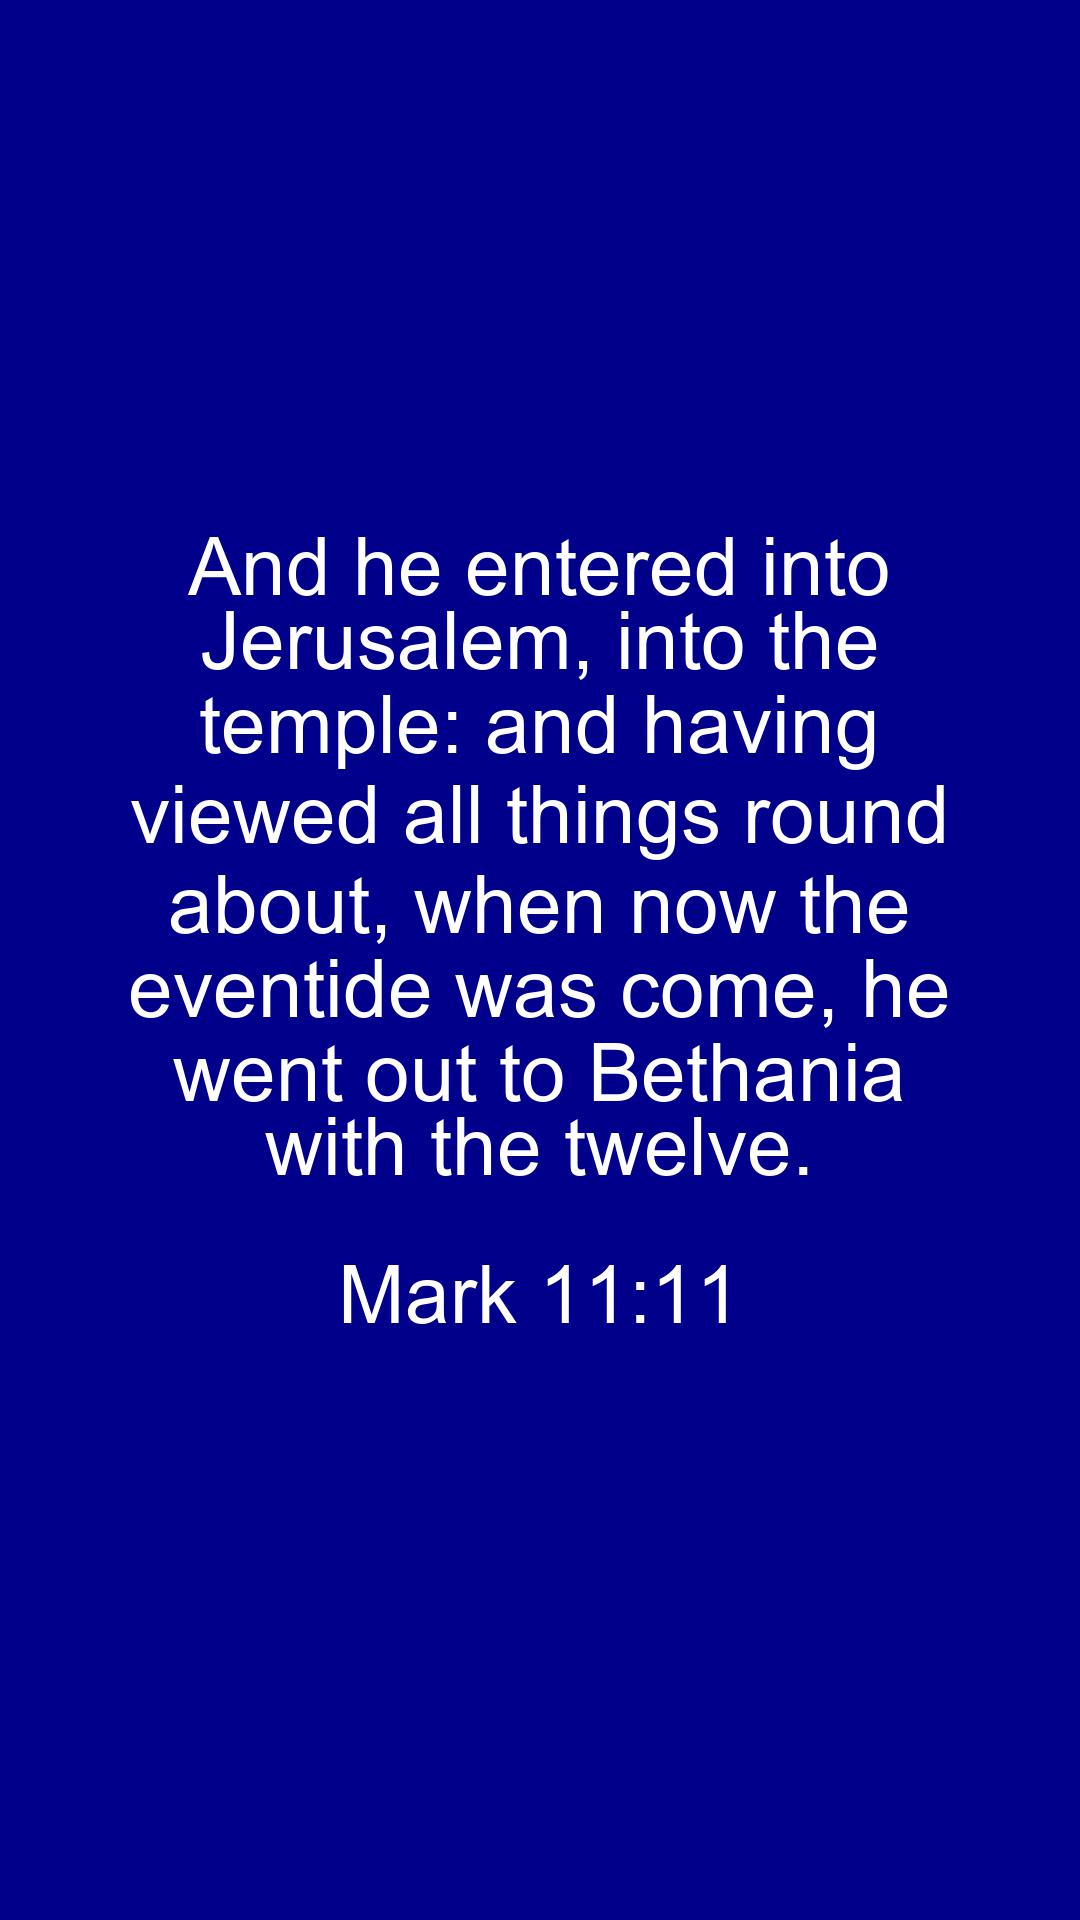 And he entered into
Jerusalem, into the
temple: and having
viewed all things round
about, when now the
eventide was come, he
went out to Bethania
with the twelve.
Mark 11:11